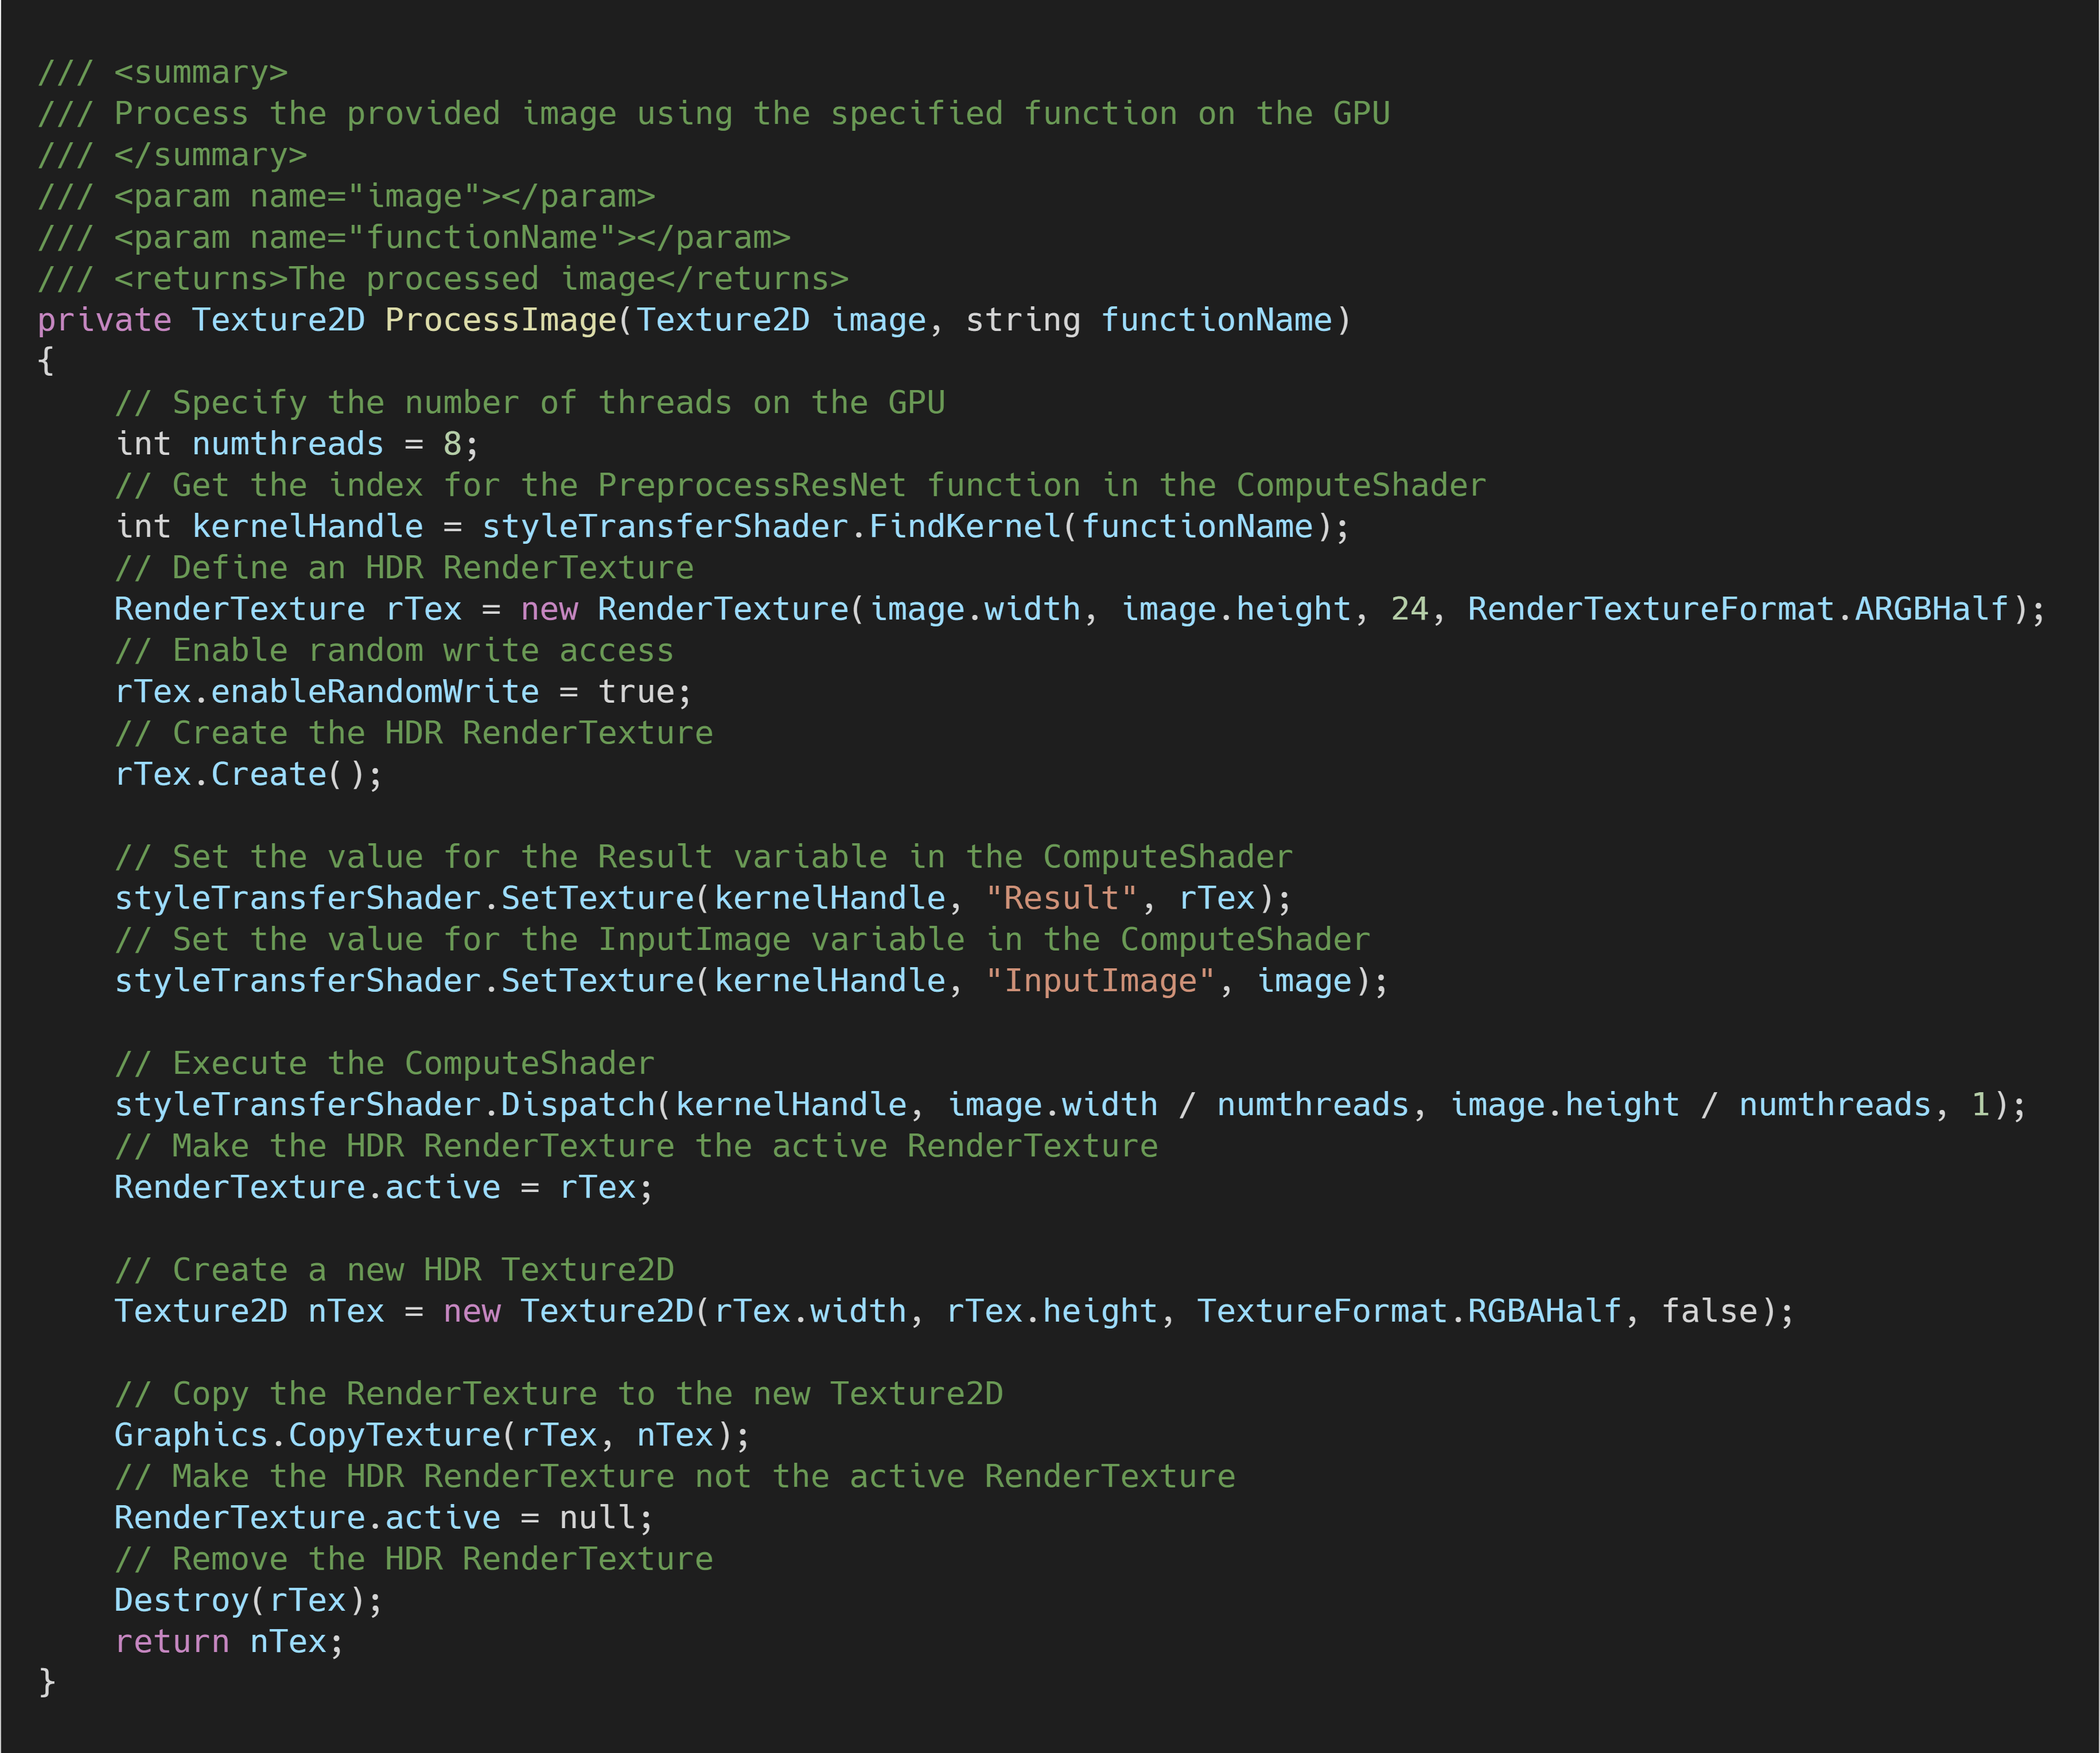 /// <summary>
/// Process the provided image using the specified function on the GPU
/// </summary>
/// <param name="image"></param>
/// <param name="functionName"></param>
/// <returns>The processed image</returns>
private Texture2D ProcessImage(Texture2D image, string functionName)
{
    // Specify the number of threads on the GPU
    int numthreads = 8;
    // Get the index for the PreprocessResNet function in the ComputeShader
    int kernelHandle = styleTransferShader.FindKernel(functionName);
    // Define an HDR RenderTexture
    RenderTexture rTex = new RenderTexture(image.width, image.height, 24, RenderTextureFormat.ARGBHalf);
    // Enable random write access
    rTex.enableRandomWrite = true;
    // Create the HDR RenderTexture
    rTex.Create();

    // Set the value for the Result variable in the ComputeShader
    styleTransferShader.SetTexture(kernelHandle, "Result", rTex);
    // Set the value for the InputImage variable in the ComputeShader
    styleTransferShader.SetTexture(kernelHandle, "InputImage", image);

    // Execute the ComputeShader
    styleTransferShader.Dispatch(kernelHandle, image.width / numthreads, image.height / numthreads, 1);
    // Make the HDR RenderTexture the active RenderTexture
    RenderTexture.active = rTex;

    // Create a new HDR Texture2D
    Texture2D nTex = new Texture2D(rTex.width, rTex.height, TextureFormat.RGBAHalf, false);

    // Copy the RenderTexture to the new Texture2D
    Graphics.CopyTexture(rTex, nTex);
    // Make the HDR RenderTexture not the active RenderTexture
    RenderTexture.active = null;
    // Remove the HDR RenderTexture
    Destroy(rTex);
    return nTex;
}